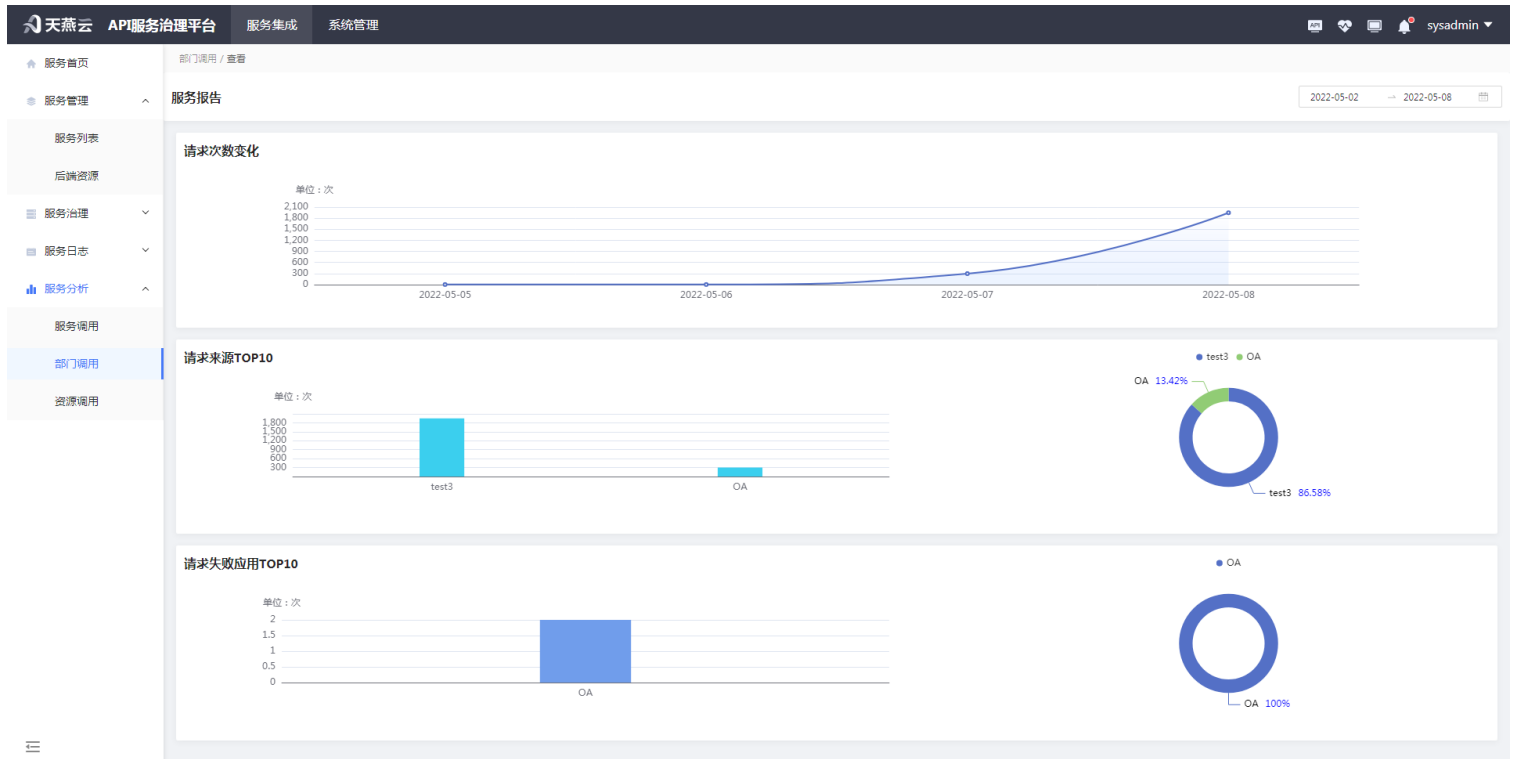 天燕云 API服务治理平台 服务集成 系统管理 API sysadmin
服务首页
服务管理
服务列表
后端资源
服务治理
服务日志
服务分析
服务调用
部门调用
资源调用
部门调用 / 查看
服务报告 2022-05-02 → 2022-05-08
请求次数变化
单位：次
2,100
1,800
1,500
1,200
900
600
300
0
2022-05-05 2022-05-06 2022-05-07 2022-05-08
请求来源TOP10
单位：次
1,800
1,500
1,200
900
600
300
test3 OA
test3 OA
OA 13.42%
test3 86.58%
请求失败应用TOP10
单位：次
2
1.5
1
0.5
0
OA
OA
OA 100%